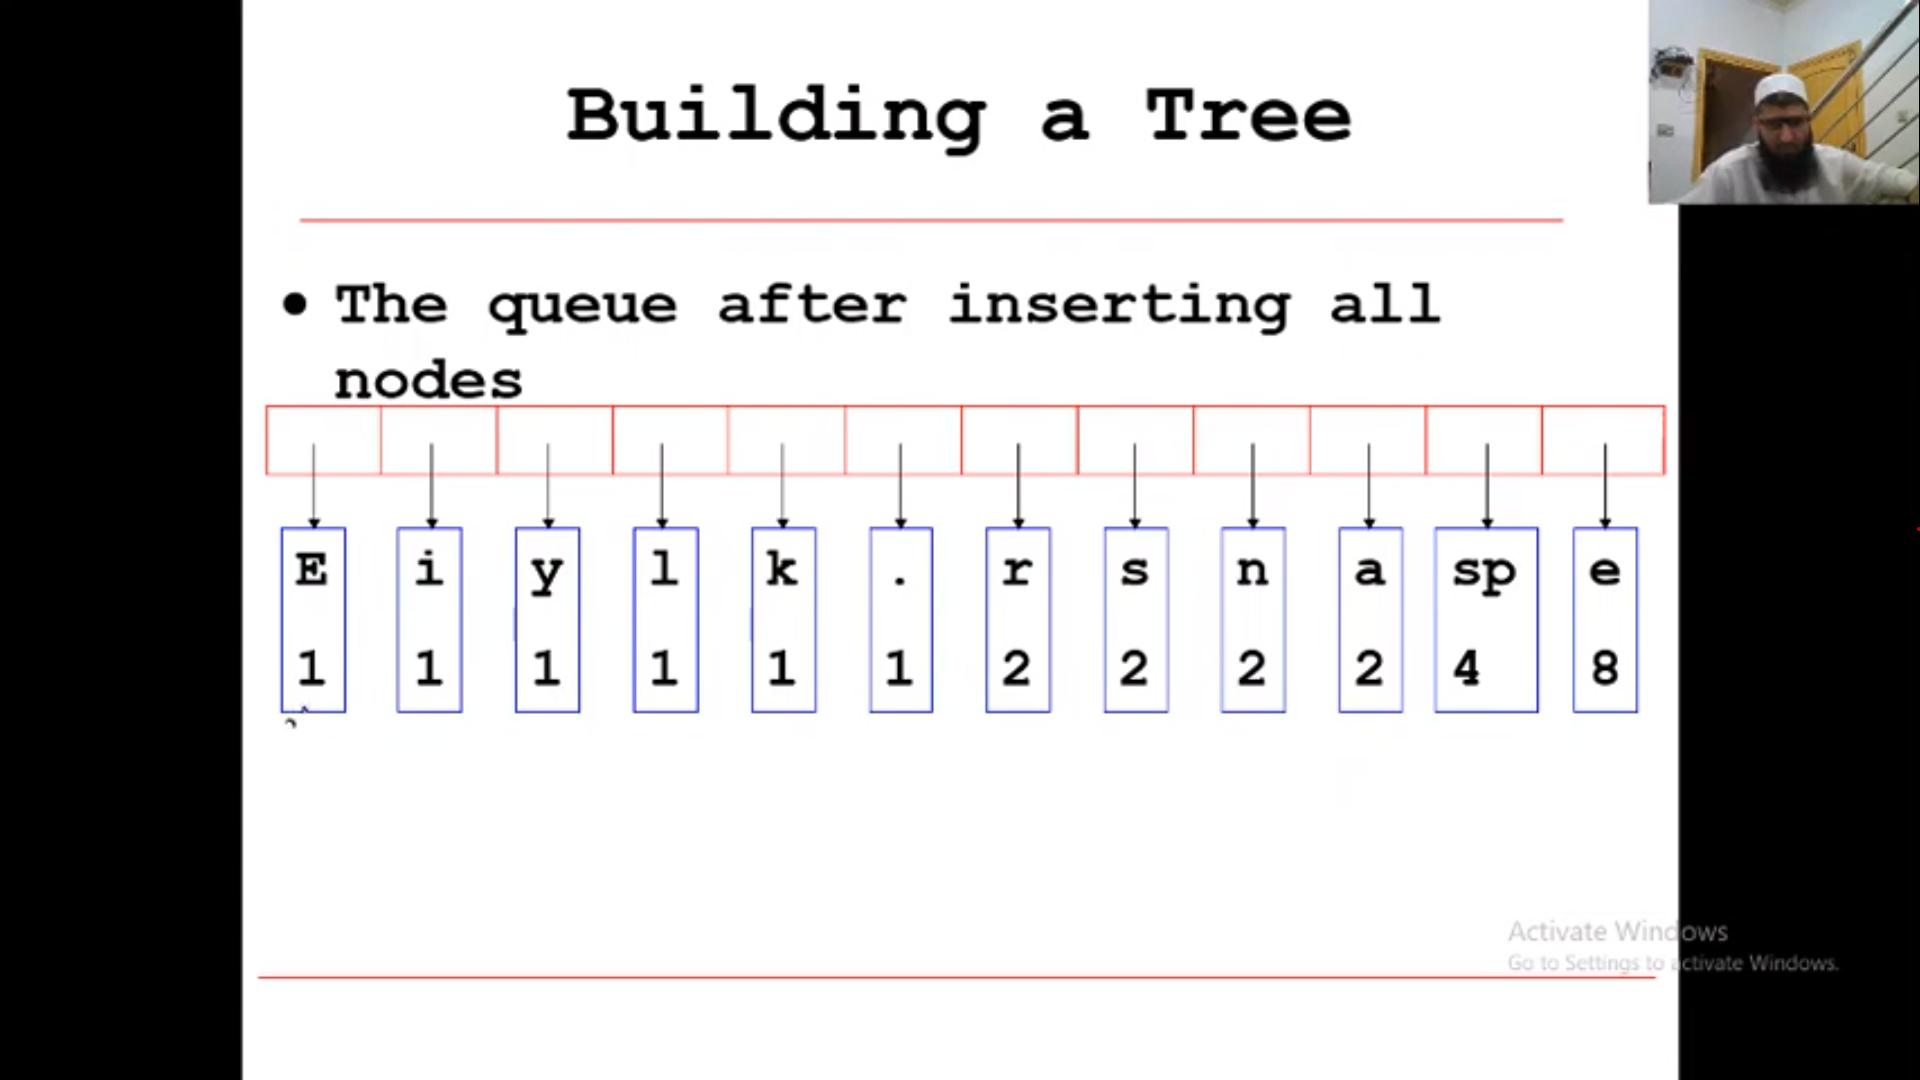 Building a Tree
• The queue after inserting all
nodes
E i y l k . r s n a sp e
1 1 1 1 1 1 2 2 2 2 4 8
Activate Windows
Go to Settings to activate Windows.